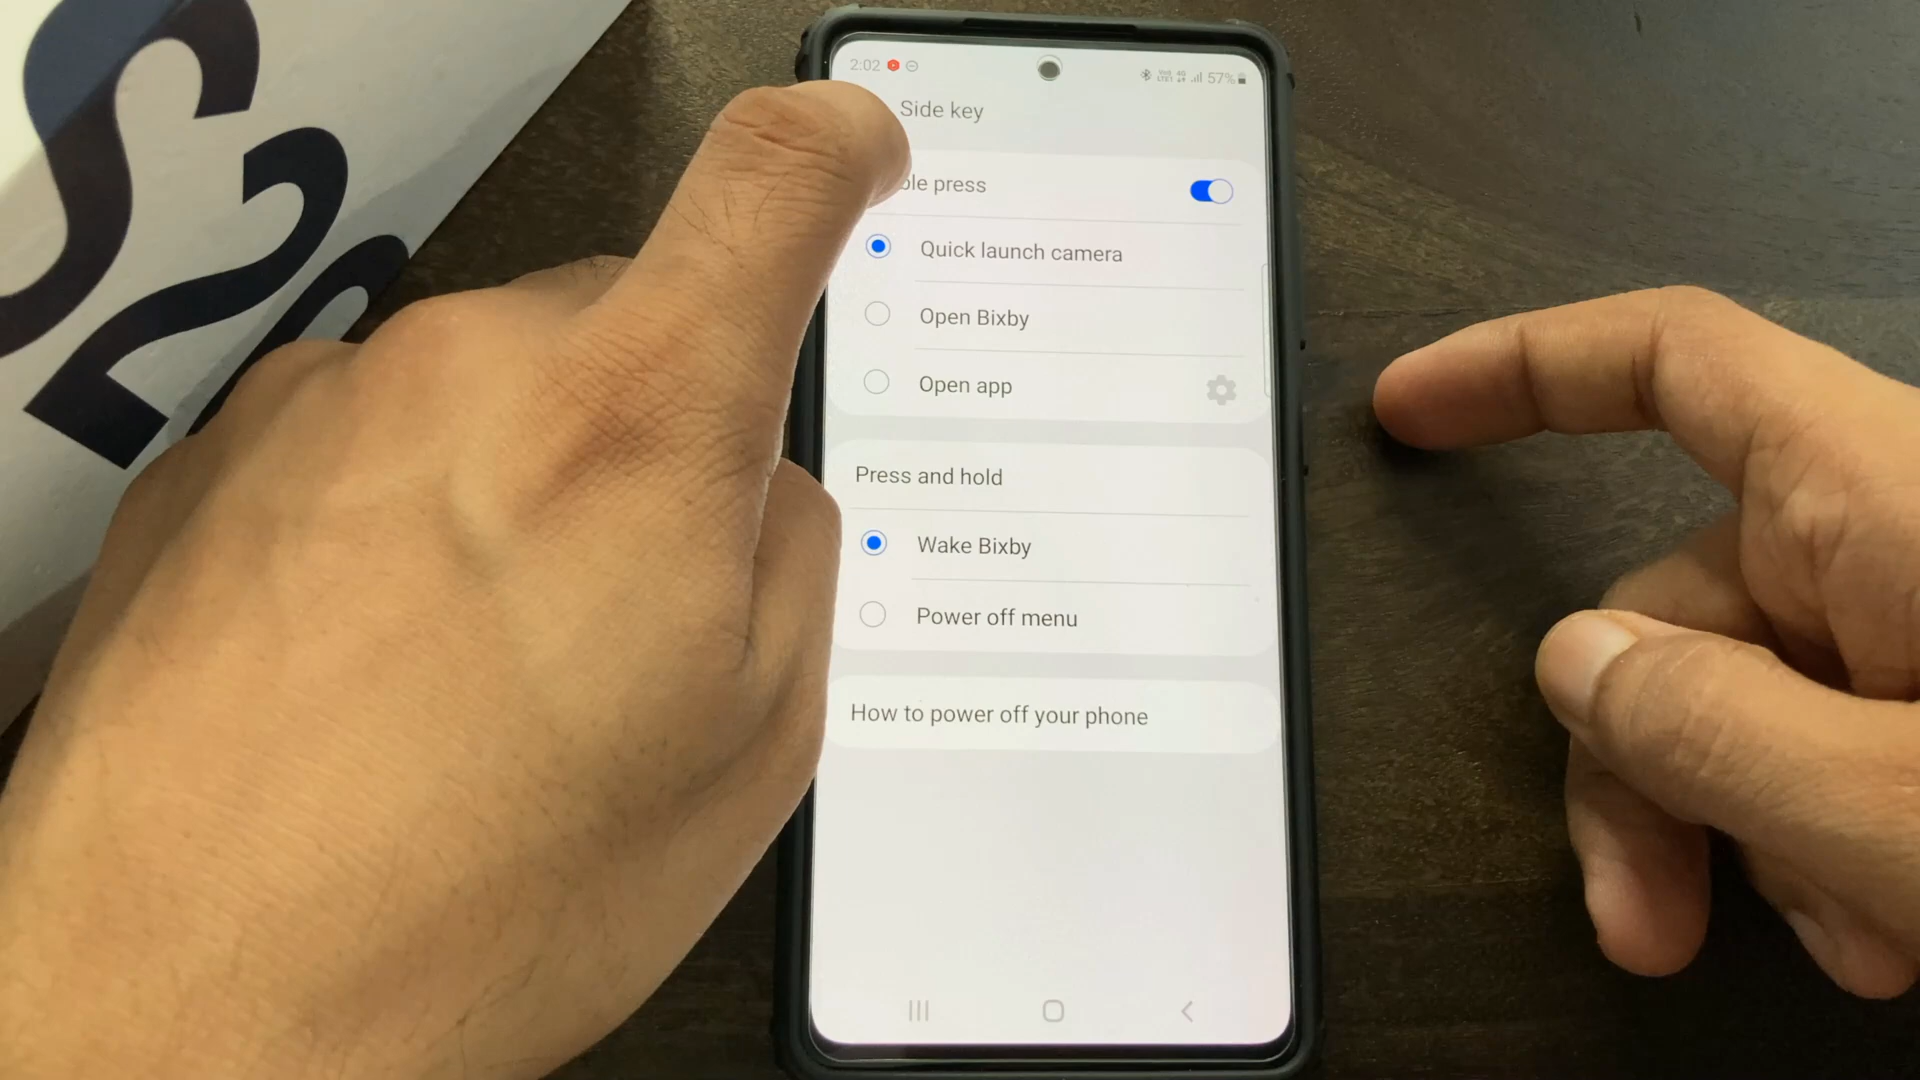 S20
2:02 57%
Side key
ble press
Quick launch camera
Open Bixby
Open app
Press and hold
Wake Bixby
Power off menu
How to power off your phone